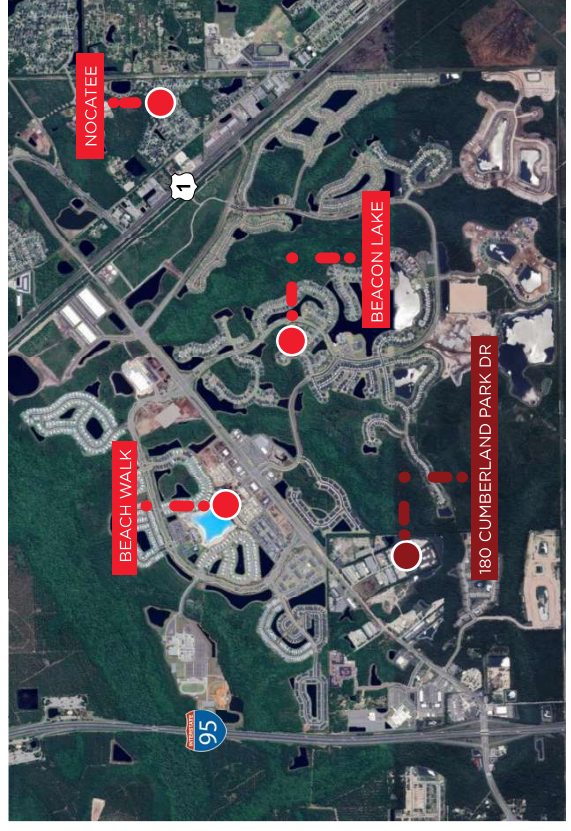 NOCATEE
1
BEACON LAKE
BEACH WALK
180 CUMBERLAND PARK DR
INTERSTATE
95